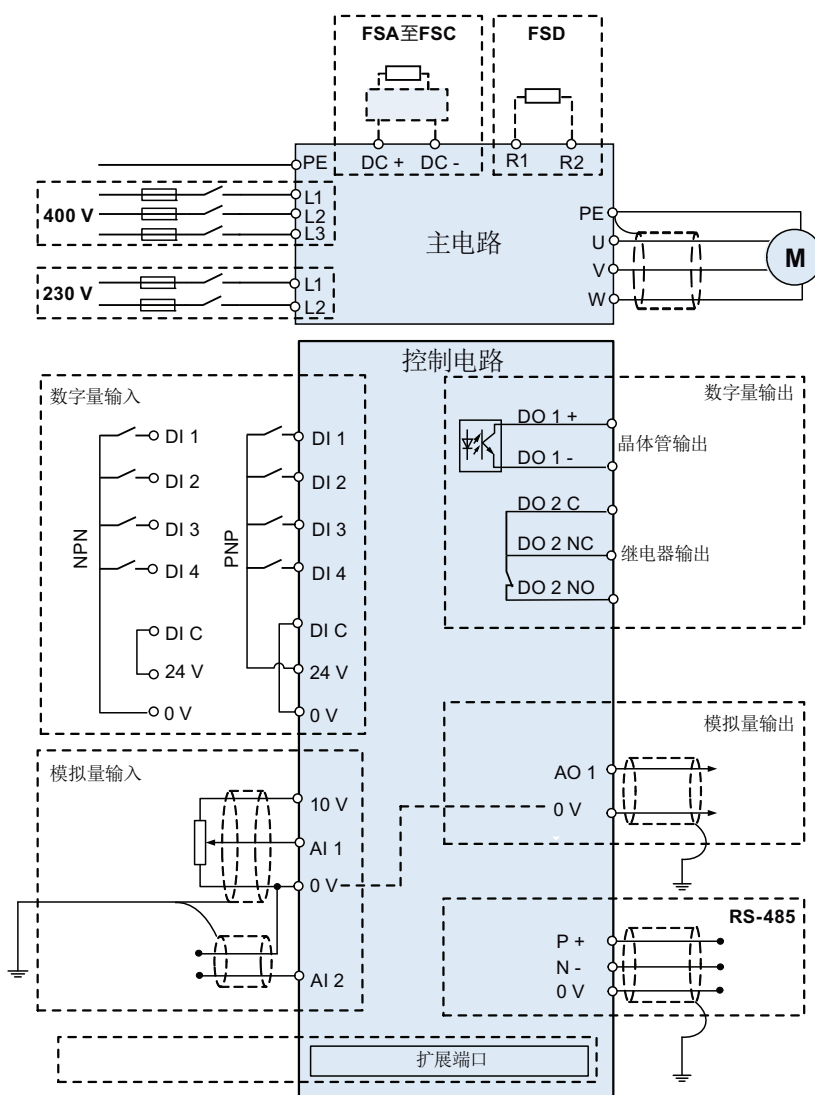 FSA至FSC
FSD
DC +
DC -
R1
R2
PE
400 V
L1
L2
L3
230 V
L1
L2
主电路
PE
U
V
W
M
控制电路
数字量输入
NPN
DI 1
DI 2
DI 3
DI 4
DI C
24 V
0 V
PNP
DI 1
DI 2
DI 3
DI 4
DI C
24 V
0 V
数字量输出
DO 1 +
DO 1 -
晶体管输出
DO 2 C
DO 2 NC
DO 2 NO
继电器输出
模拟量输入
10 V
AI 1
0 V
AI 2
模拟量输出
AO 1
0 V
RS-485
P +
N -
0 V
扩展端口